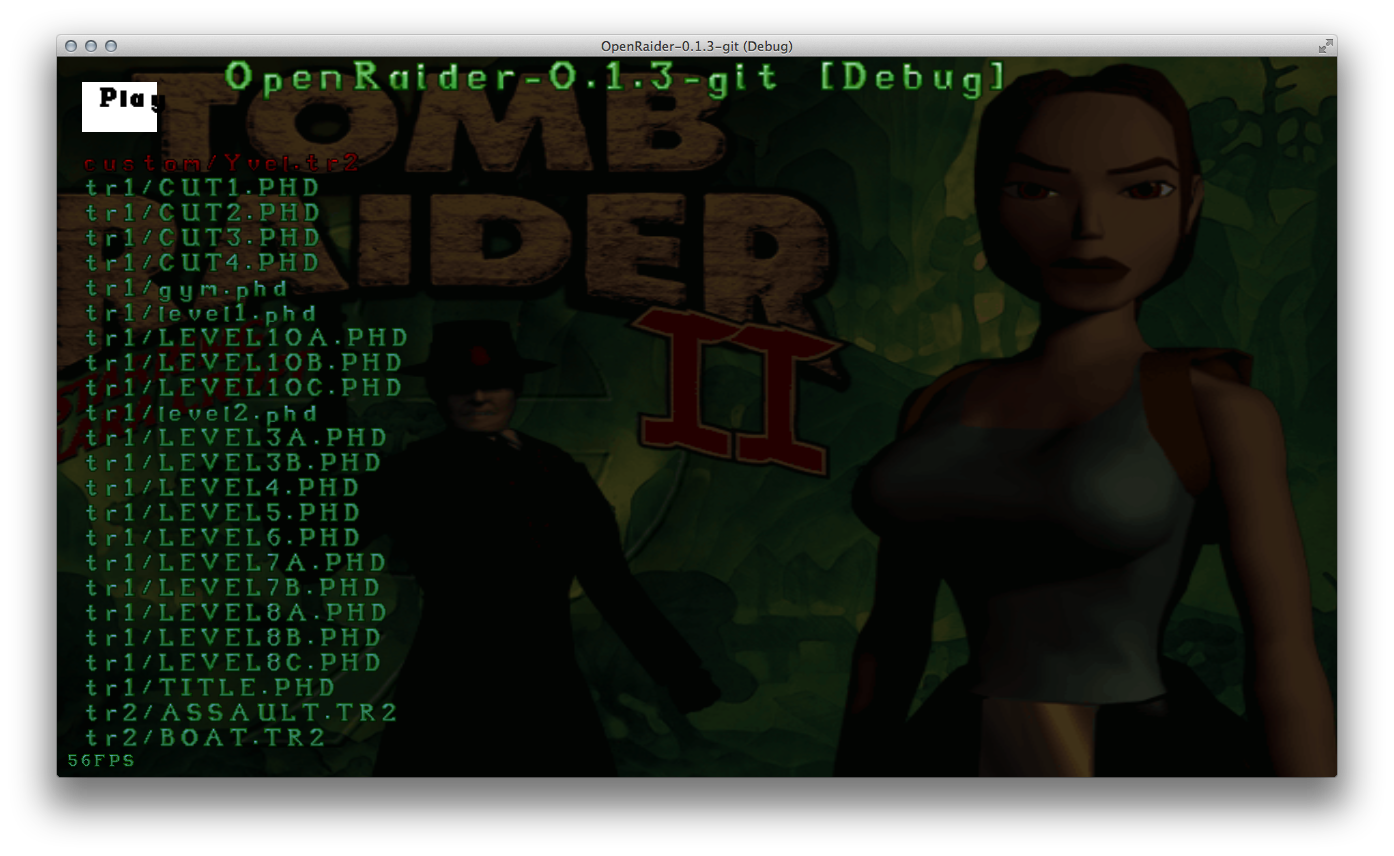 OpenRaider-0.1.3-git (Debug)
OpenRaider-0.1.3-git [Debug]
Play
TOMB
RAIDER
II
custom/Yvel.tr2
tr1/CUT1.PHD
tr1/CUT2.PHD
tr1/CUT3.PHD
tr1/CUT4.PHD
tr1/gym.phd
tr1/level1.phd
tr1/LEVEL10A.PHD
tr1/LEVEL10B.PHD
tr1/LEVEL10C.PHD
tr1/level2.phd
tr1/LEVEL3A.PHD
tr1/LEVEL3B.PHD
tr1/LEVEL4.PHD
tr1/LEVEL5.PHD
tr1/LEVEL6.PHD
tr1/LEVEL7A.PHD
tr1/LEVEL7B.PHD
tr1/LEVEL8A.PHD
tr1/LEVEL8B.PHD
tr1/LEVEL8C.PHD
tr1/TITLE.PHD
tr2/ASSAULT.TR2
tr2/BOAT.TR2
56FPS